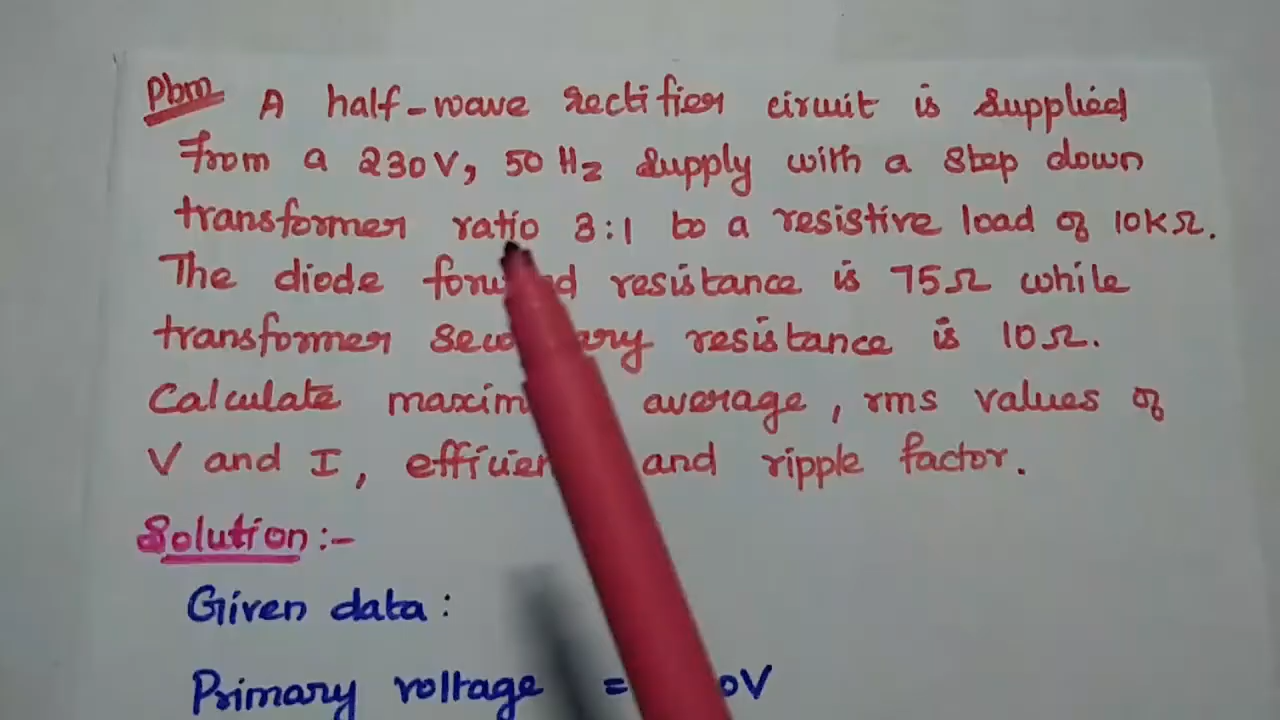 Pbm A half-wave rectifier circuit is supplied
From a 230V, 50 Hz supply with a step down
transformer ratio 3:1 to a resistive load of 10KΩ.
The diode resistance is 75Ω while
transformer resistance is 10Ω.
Calculate average, rms values of
V and I, and ripple factor.
Solution:-
Given data:
Primary voltage =